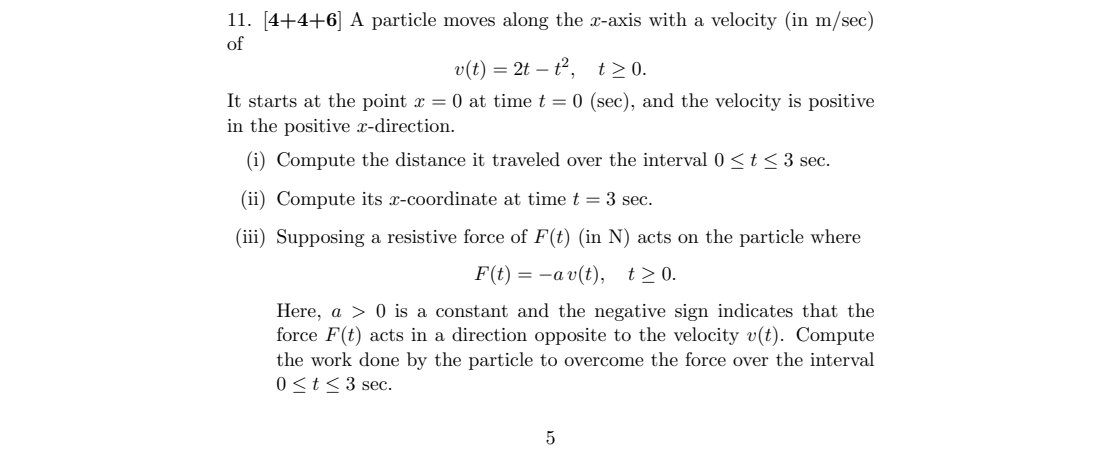 11. [4+4+6] A particle moves along the x-axis with a velocity (in m/sec)
of
v(t) = 2t − t², t ≥ 0.
It starts at the point x = 0 at time t = 0 (sec), and the velocity is positive
in the positive x-direction.
(i) Compute the distance it traveled over the interval 0 ≤ t ≤ 3 sec.
(ii) Compute its x-coordinate at time t = 3 sec.
(iii) Supposing a resistive force of F(t) (in N) acts on the particle where
F(t) = −a v(t), t ≥ 0.
Here, a > 0 is a constant and the negative sign indicates that the
force F(t) acts in a direction opposite to the velocity v(t). Compute
the work done by the particle to overcome the force over the interval
0 ≤ t ≤ 3 sec.
5